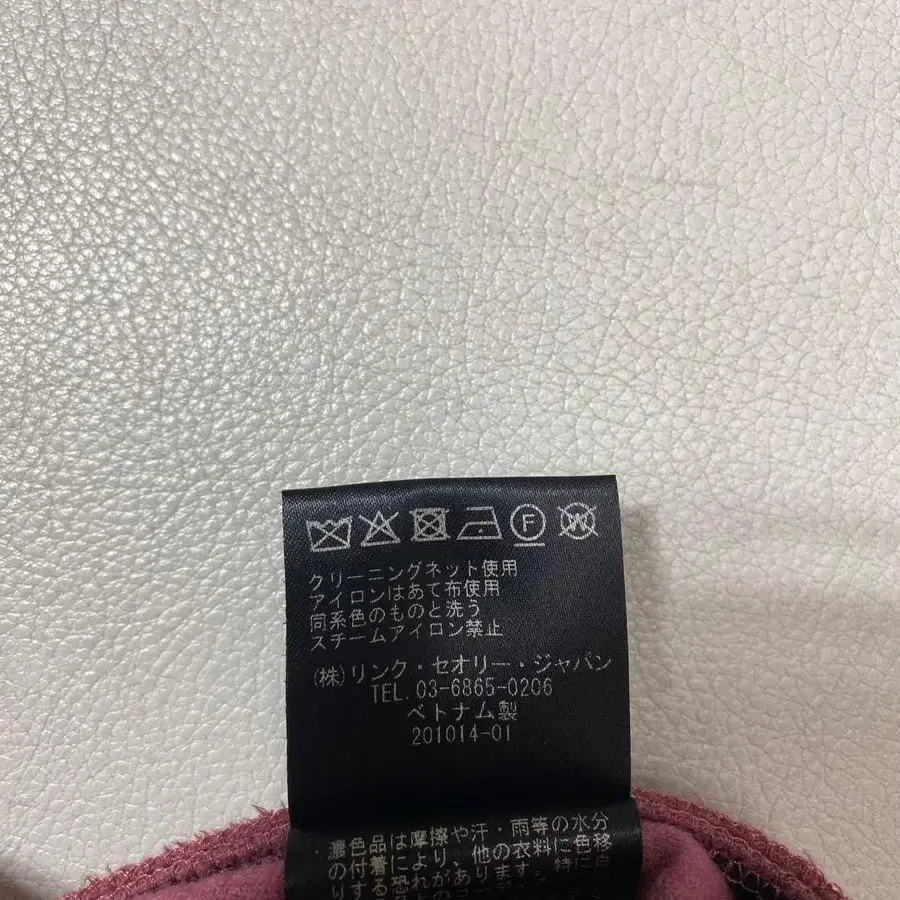 F W
クリーニングネット使用
アイロンはあて布使用
同系色のものと洗う
スチームアイロン禁止
(株)リンク・セオリー・ジャパン
TEL. 03-6865-0206
ベトナム製
201014-01
・濃色品は摩擦や汗・雨等の水分
の付着により、他の衣料に色移
りする恐れがあります。特に